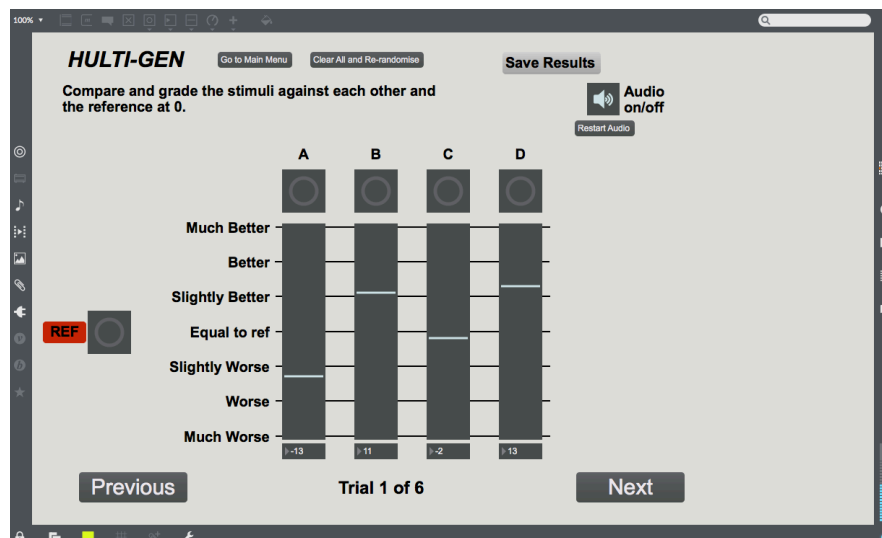 100%
HULTI-GEN
Go to Main Menu
Clear All and Re-randomise
Save Results
Compare and grade the stimuli against each other and
the reference at 0.
Audio
on/off
Restart Audio
A B C D
Much Better
Better
Slightly Better
REF
Equal to ref
Slightly Worse
Worse
Much Worse
-13 11 -2 13
Previous
Trial 1 of 6
Next